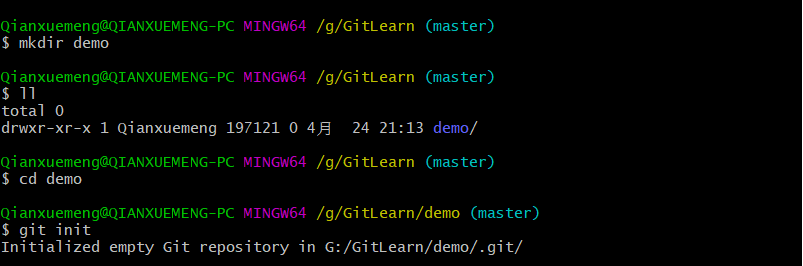 Qianxuemeng@QIANXUEMENG-PC MINGW64 /g/GitLearn (master)
$ mkdir demo
Qianxuemeng@QIANXUEMENG-PC MINGW64 /g/GitLearn (master)
$ ll
total 0
drwxr-xr-x 1 Qianxuemeng 197121 0 4月  24 21:13 demo/
Qianxuemeng@QIANXUEMENG-PC MINGW64 /g/GitLearn (master)
$ cd demo
Qianxuemeng@QIANXUEMENG-PC MINGW64 /g/GitLearn/demo (master)
$ git init
Initialized empty Git repository in G:/GitLearn/demo/.git/